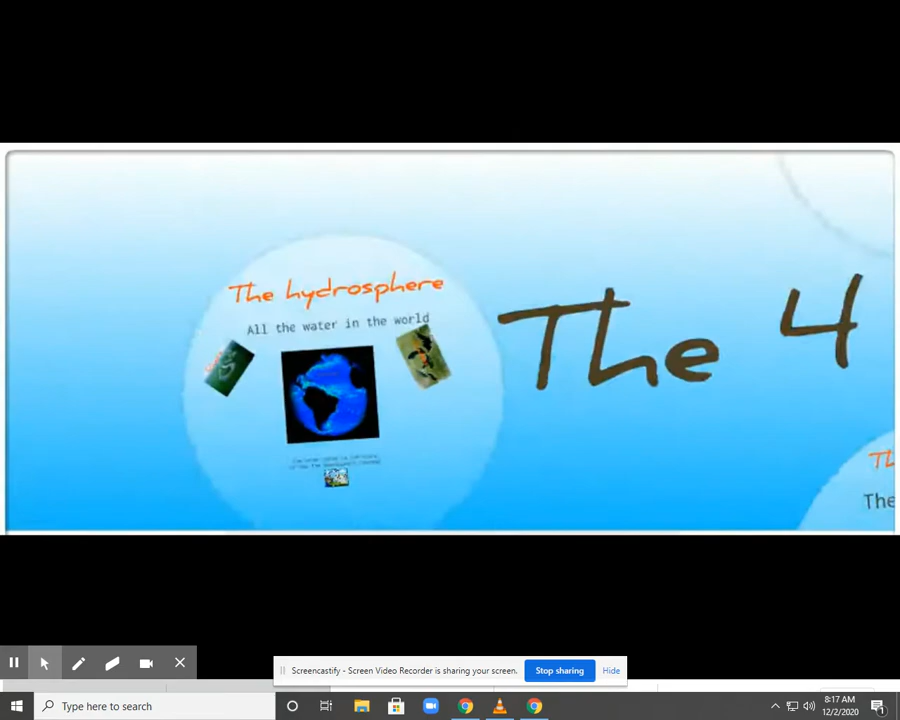 The hydrosphere
All the water in the world
The 4
The
Screencastify - Screen Video Recorder is sharing your screen.
Stop sharing
Hide
Type here to search
8:17 AM
12/2/2020
1